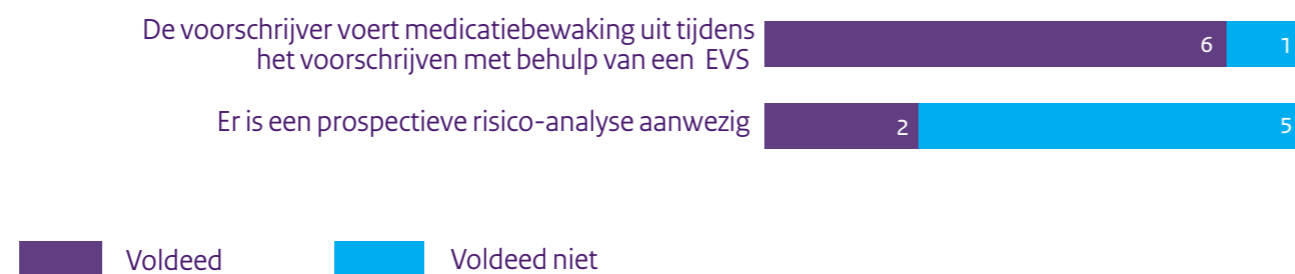 De voorschrijver voert medicatiebewaking uit tijdens
het voorschrijven met behulp van een EVS
6 1
Er is een prospectieve risico-analyse aanwezig
2 5
Voldeed Voldeed niet